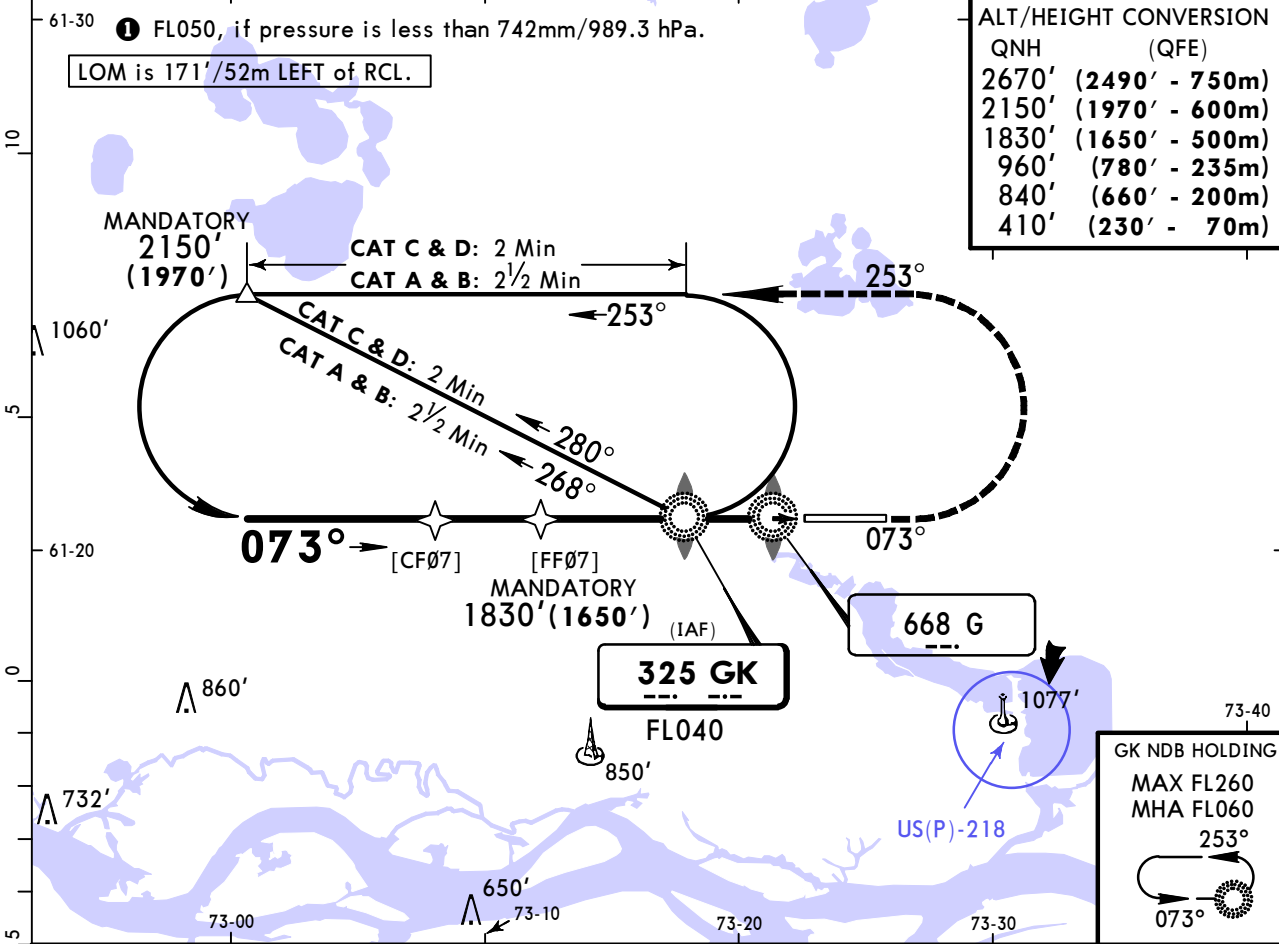 61-30
❶ FL050, if pressure is less than 742mm/989.3 hPa.
LOM is 171'/52m LEFT of RCL.
ALT/HEIGHT CONVERSION
QNH (QFE)
2670' (2490' - 750m)
2150' (1970' - 600m)
1830' (1650' - 500m)
960' (780' - 235m)
840' (660' - 200m)
410' (230' - 70m)
10
MANDATORY
2150'
(1970')
CAT C & D: 2 Min
CAT A & B: 2½ Min
253°
253°
1060'
CAT C & D: 2 Min
CAT A & B: 2½ Min
280°
268°
5
073°
[CFØ7]
[FFØ7]
073°
61-20
MANDATORY
1830'(1650')
(IAF)
325 GK
FL040
668 G
0
860'
850'
1077'
US(P)-218
732'
650'
73-40
GK NDB HOLDING
MAX FL260
MHA FL060
253°
073°
73-00
73-10
73-20
73-30
5